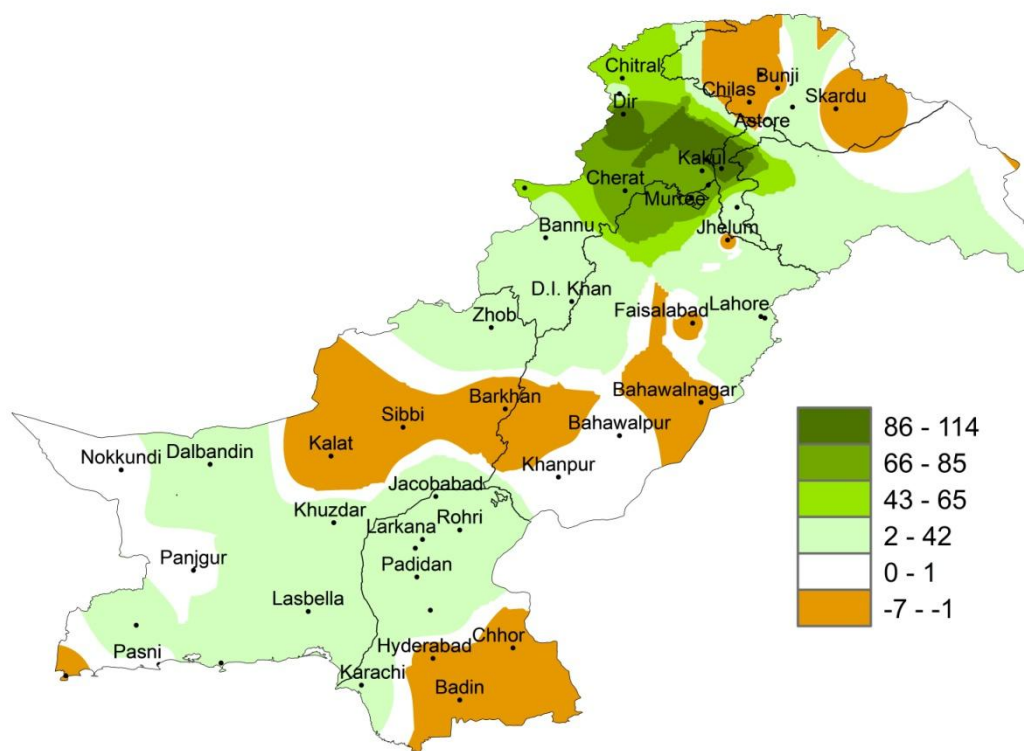 Chitral
Dir
Bunji
Chilas
Skardu
Astore
Kakul
Cherat
Murree
Bannu
Jhelum
D.I. Khan
Zhob
Faisalabad
Lahore
Barkhan
Bahawalnagar
Sibbi
Bahawalpur
Kalat
Nokkundi
Dalbandin
Khanpur
Jacobabad
Khuzdar
Rohri
Larkana
Panjgur
Padidan
Lasbella
Chhor
Hyderabad
Pasni
Karachi
Badin
86 - 114
66 - 85
43 - 65
2 - 42
0 - 1
-7 - -1